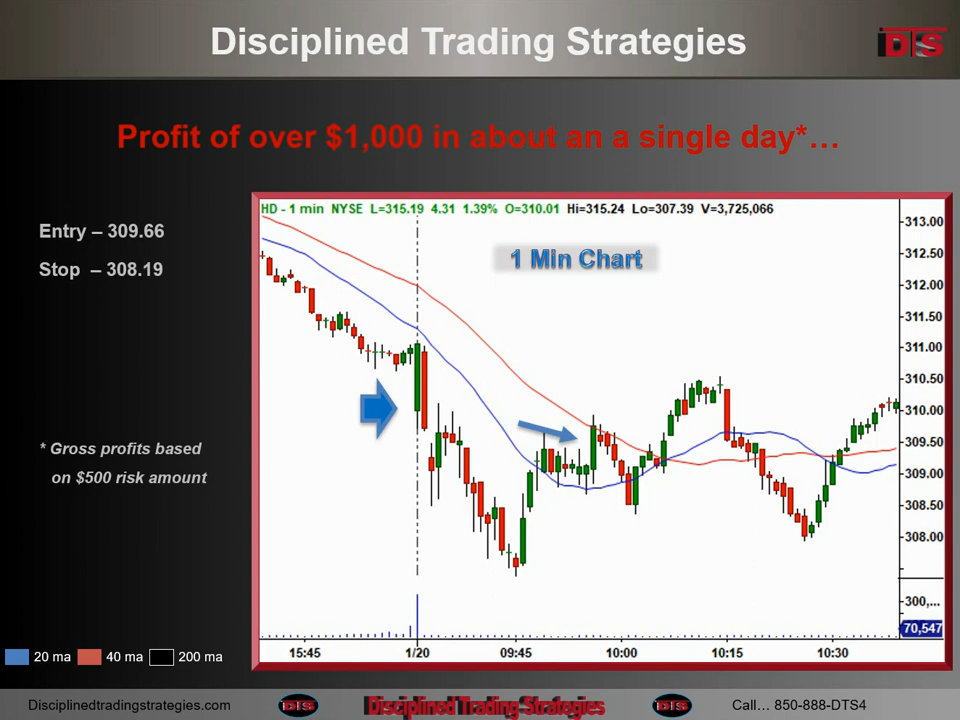 Disciplined Trading Strategies
DTS
Profit of over $1,000 in about an a single day*…
Entry – 309.66
Stop – 308.19
* Gross profits based
on $500 risk amount
HD - 1 min NYSE L=315.19 4.31 1.39% O=310.01 Hi=315.24 Lo=307.39 V=3,725,066
1 Min Chart
313.00
312.50
312.00
311.50
311.00
310.50
310.00
309.50
309.00
308.50
308.00
300,...
70,547
15:45 1/20 09:45 10:00 10:15 10:30
20 ma 40 ma 200 ma
Disciplinedtradingstrategies.com DTS Disciplined Trading Strategies DTS Call… 850-888-DTS4